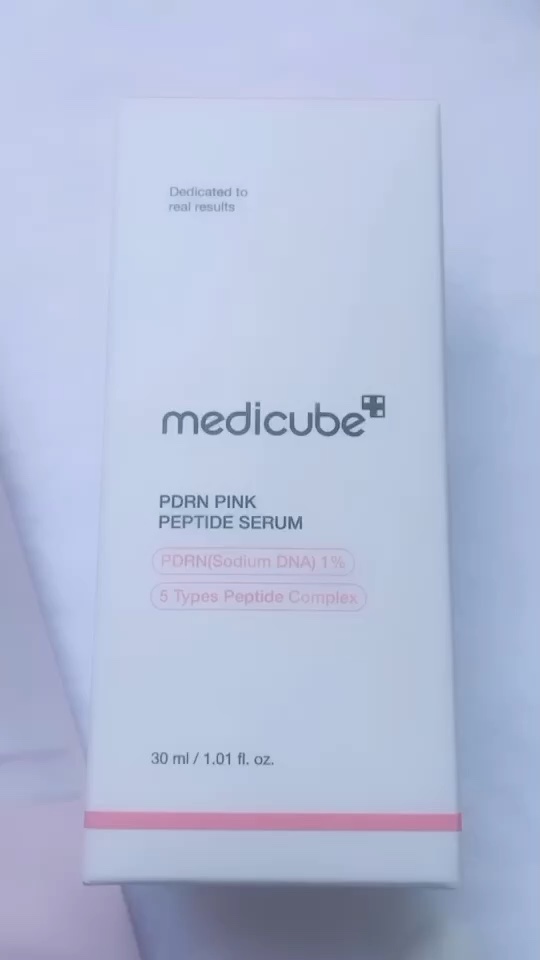 Dedicated to
real results
medicube
PDRN PINK
PEPTIDE SERUM
PDRN(Sodium DNA) 1%
5 Types Peptide Complex
30 ml / 1.01 fl. oz.